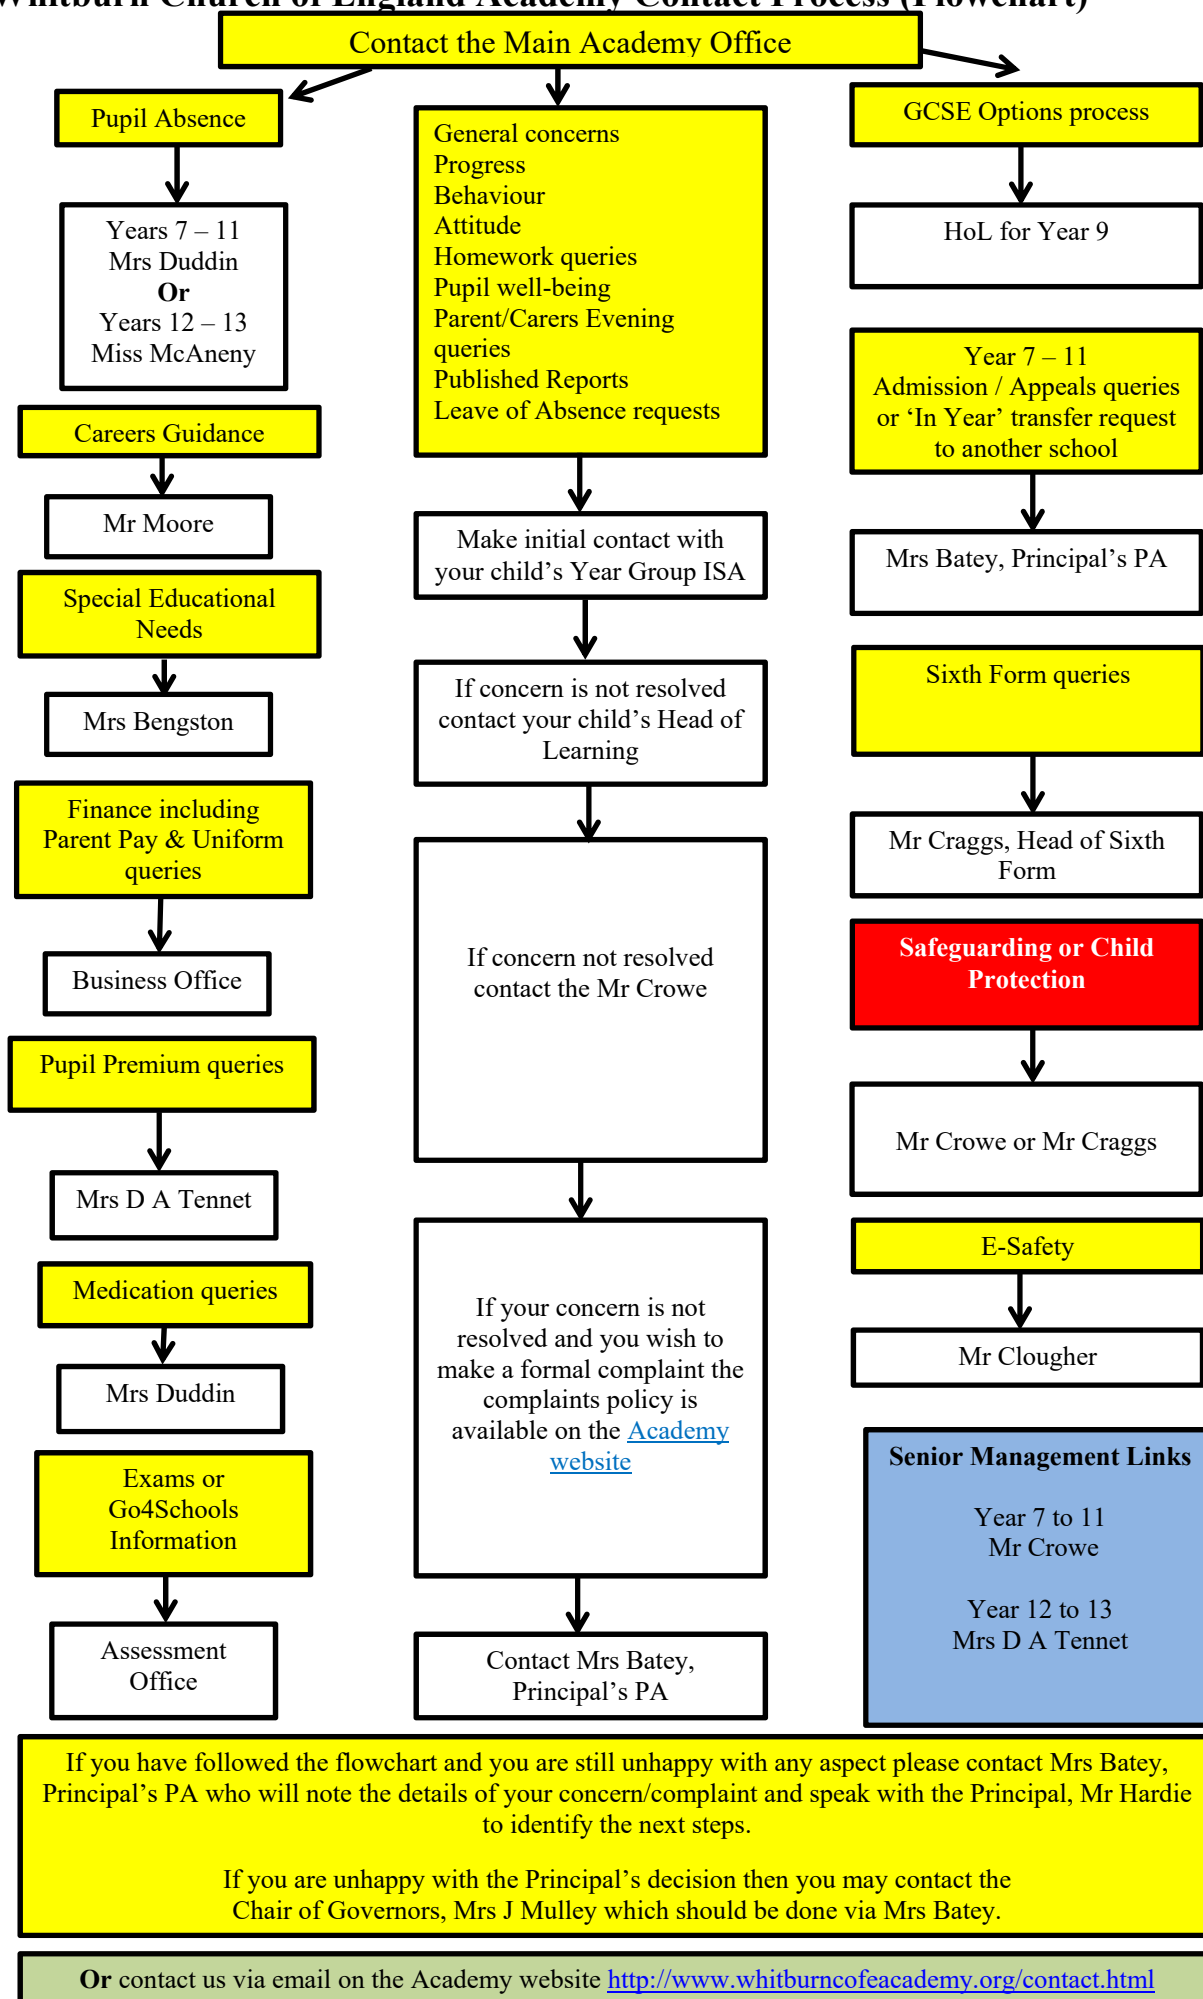 Whitburn Church of England Academy Contact Process (Flowchart)
Contact the Main Academy Office
Pupil Absence
Years 7 – 11
Mrs Duddin
Or
Years 12 – 13
Miss McAneny
Careers Guidance
Mr Moore
Special Educational
Needs
Mrs Bengston
Finance including
Parent Pay & Uniform
queries
Business Office
Pupil Premium queries
Mrs D A Tennet
Medication queries
Mrs Duddin
Exams or
Go4Schools
Information
Assessment
Office
General concerns
Progress
Behaviour
Attitude
Homework queries
Pupil well-being
Parent/Carers Evening
queries
Published Reports
Leave of Absence requests
Make initial contact with
your child's Year Group ISA
If concern is not resolved
contact your child's Head of
Learning
If concern not resolved
contact the Mr Crowe
If your concern is not
resolved and you wish to
make a formal complaint the
complaints policy is
available on the Academy
website
Contact Mrs Batey,
Principal's PA
GCSE Options process
HoL for Year 9
Year 7 – 11
Admission / Appeals queries
or 'In Year' transfer request
to another school
Mrs Batey, Principal's PA
Sixth Form queries
Mr Craggs, Head of Sixth
Form
Safeguarding or Child
Protection
Mr Crowe or Mr Craggs
E-Safety
Mr Clougher
Senior Management Links
Year 7 to 11
Mr Crowe
Year 12 to 13
Mrs D A Tennet
If you have followed the flowchart and you are still unhappy with any aspect please contact Mrs Batey,
Principal's PA who will note the details of your concern/complaint and speak with the Principal, Mr Hardie
to identify the next steps.
If you are unhappy with the Principal's decision then you may contact the
Chair of Governors, Mrs J Mulley which should be done via Mrs Batey.
Or contact us via email on the Academy website http://www.whitburncofeacademy.org/contact.html